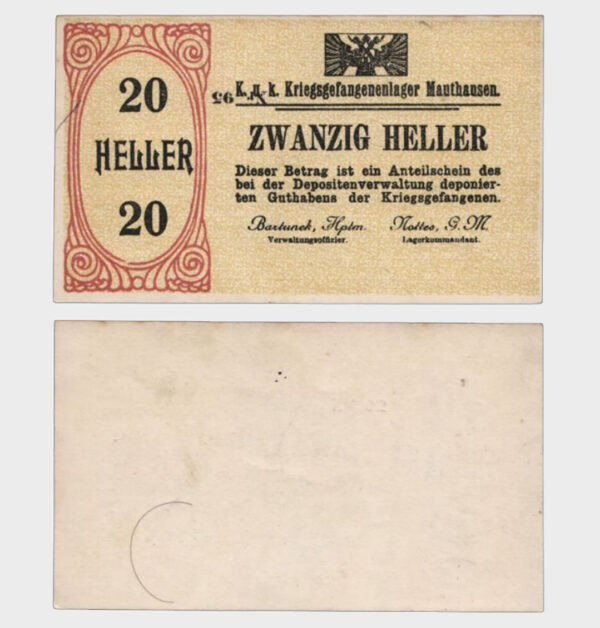 20
HELLER
20
K. u. k. Kriegsgefangenenlager Mauthausen.
ZWANZIG HELLER
Dieser Betrag ist ein Anteilschein des
bei der Depositenverwaltung deponier-
ten Guthabens der Kriegsgefangenen.
Bartunek, Hptm. Nottes, G. M.
Verwaltungsoffizier. Lagerkommandant.